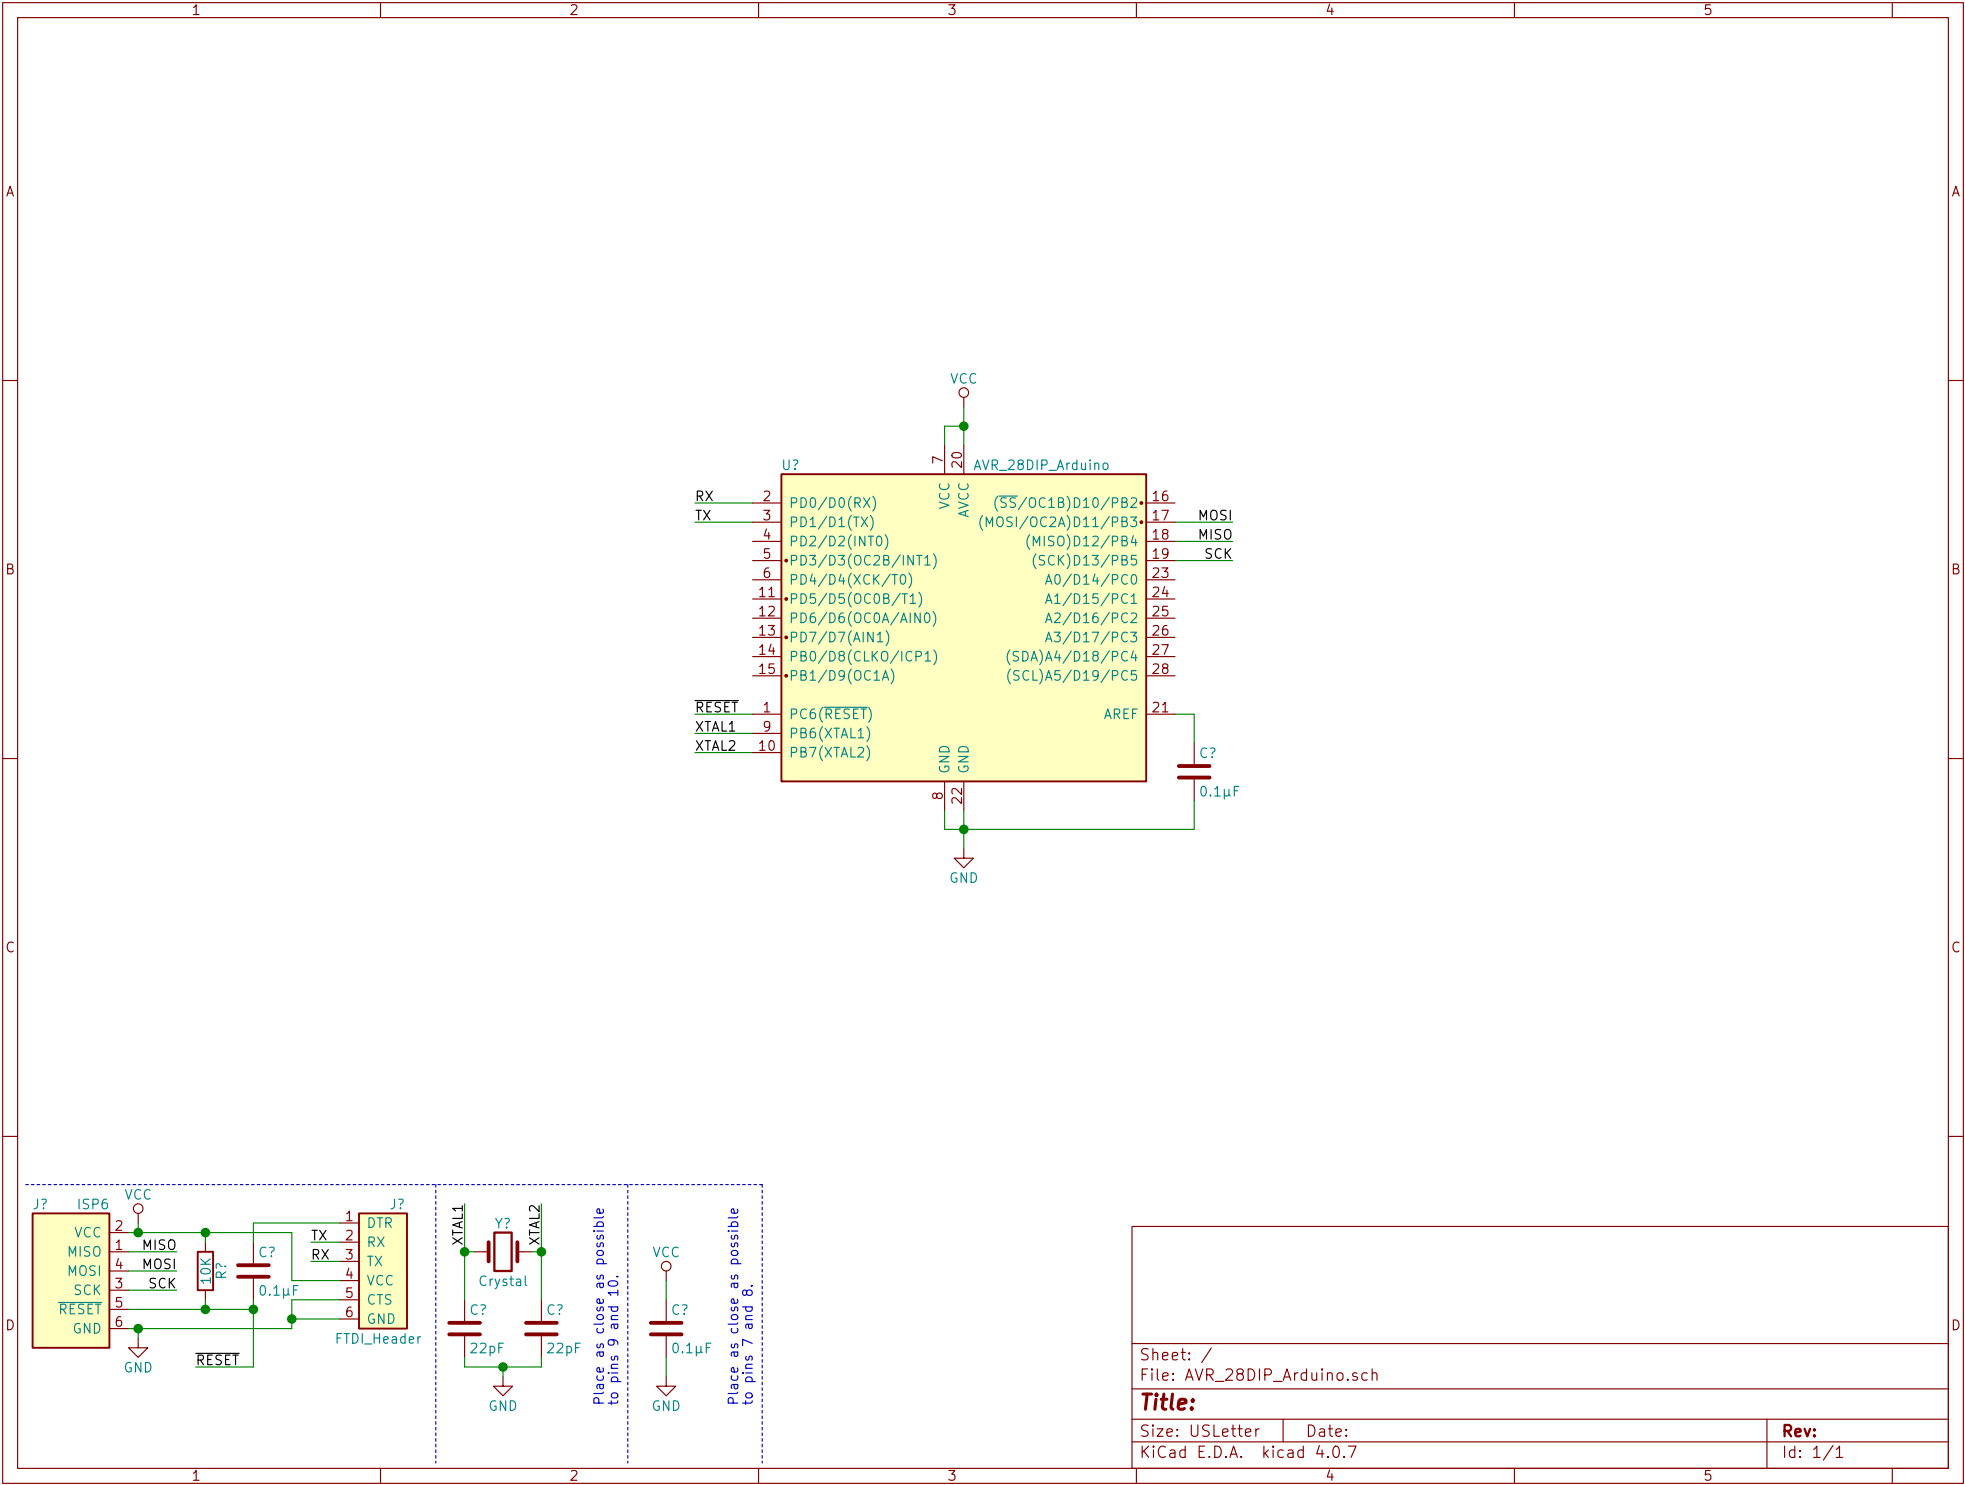 1 2 3 4 5
A A
VCC
U? AVR_28DIP_Arduino
7 20
VCC AVCC
RX 2 PD0/D0(RX) (SS/OC1B)D10/PB2 16
TX 3 PD1/D1(TX) (MOSI/OC2A)D11/PB3 17 MOSI
4 PD2/D2(INT0) (MISO)D12/PB4 18 MISO
5 PD3/D3(OC2B/INT1) (SCK)D13/PB5 19 SCK
B B
6 PD4/D4(XCK/T0) A0/D14/PC0 23
11 PD5/D5(OC0B/T1) A1/D15/PC1 24
12 PD6/D6(OC0A/AIN0) A2/D16/PC2 25
13 PD7/D7(AIN1) A3/D17/PC3 26
14 PB0/D8(CLKO/ICP1) (SDA)A4/D18/PC4 27
15 PB1/D9(OC1A) (SCL)A5/D19/PC5 28
RESET 1 PC6(RESET) AREF 21
XTAL1 9 PB6(XTAL1)
XTAL2 10 PB7(XTAL2)
GND GND
8 22
C?
0.1µF
GND
C C
J? ISP6
VCC
VCC 2
MISO 1 MISO
MOSI 4 MOSI
SCK 3 SCK
RESET 5
GND 6
GND
10K
R?
C?
0.1µF
RESET
J?
1 DTR
TX 2 RX
RX 3 TX
4 VCC
5 CTS
6 GND
FTDI_Header
XTAL1
XTAL2
Y?
Crystal
C?
22pF
C?
22pF
GND
Place as close as possible
to pins 9 and 10.
VCC
C?
0.1µF
GND
Place as close as possible
to pins 7 and 8.
D D
Sheet: /
File: AVR_28DIP_Arduino.sch
Title:
Size: USLetter Date: Rev:
KiCad E.D.A. kicad 4.0.7 Id: 1/1
1 2 3 4 5